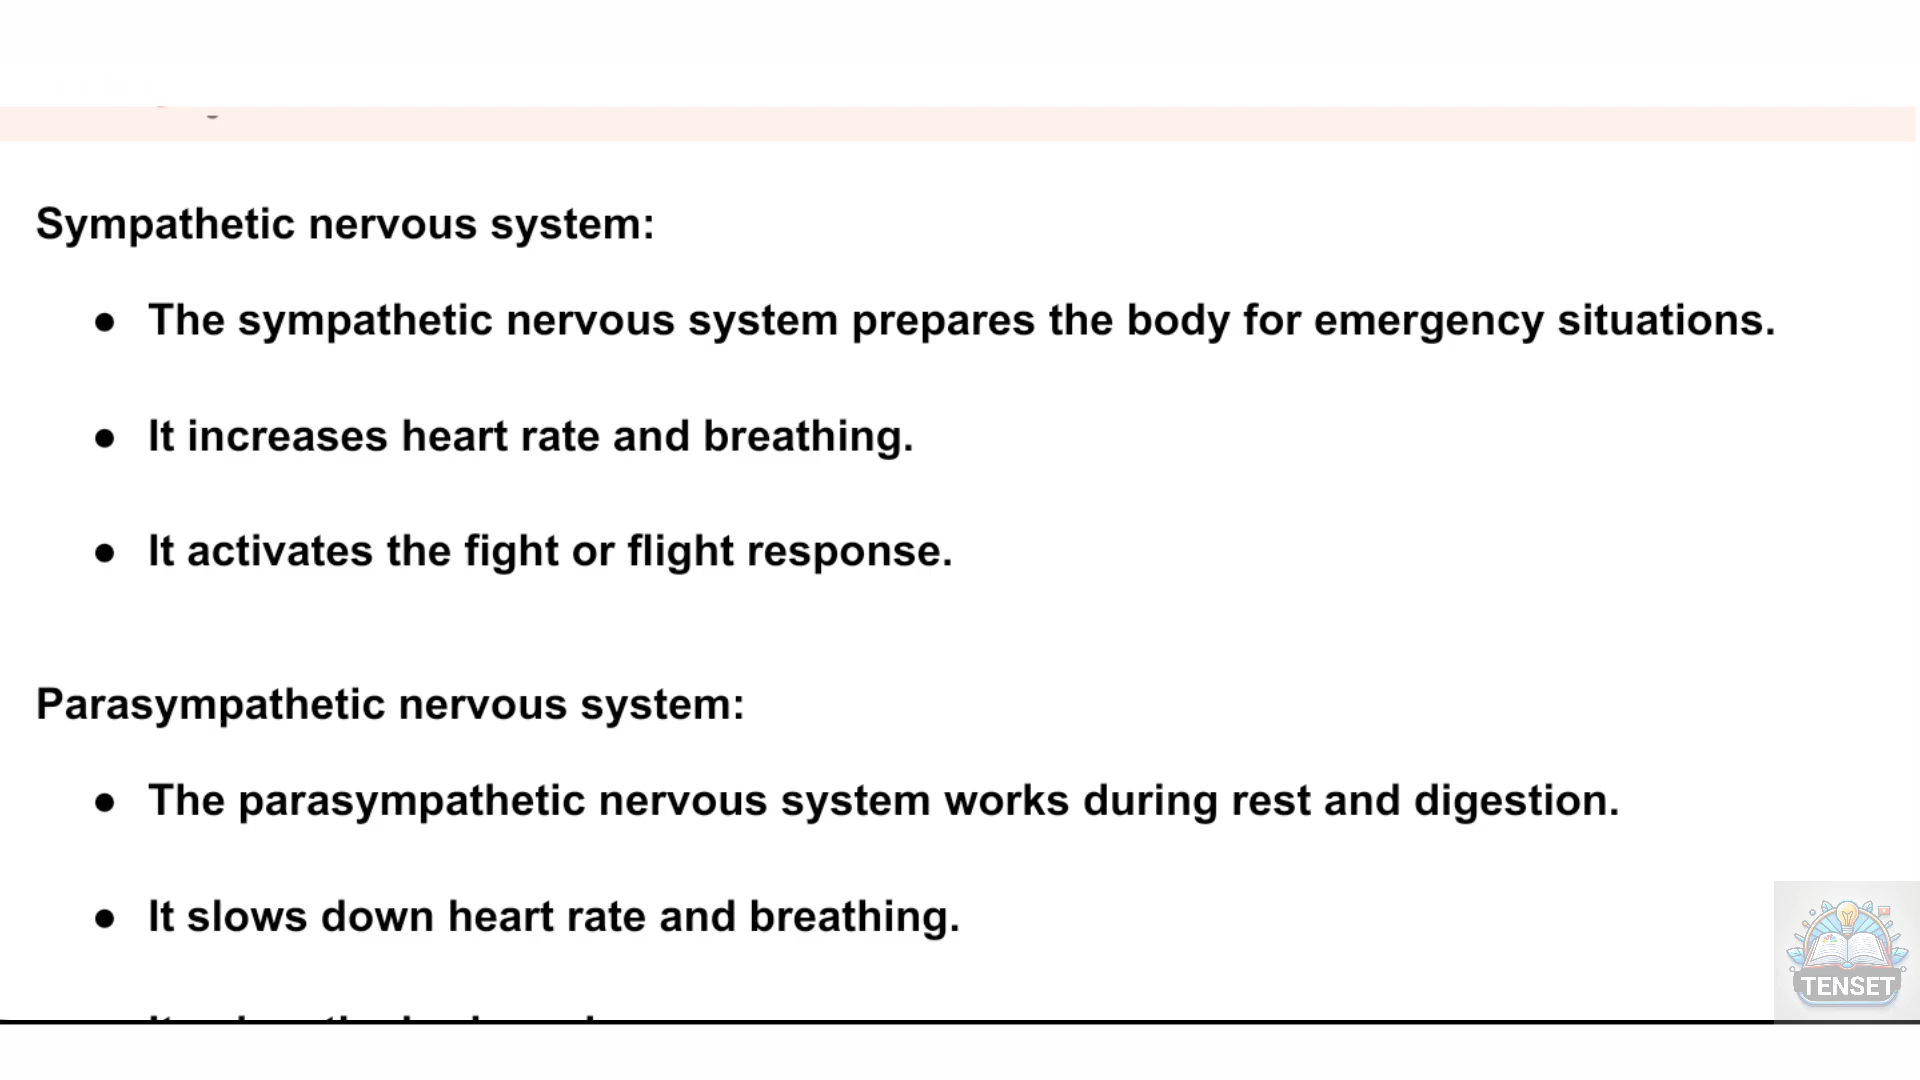 Sympathetic nervous system:
● The sympathetic nervous system prepares the body for emergency situations.
● It increases heart rate and breathing.
● It activates the fight or flight response.
Parasympathetic nervous system:
● The parasympathetic nervous system works during rest and digestion.
● It slows down heart rate and breathing.
TENSET